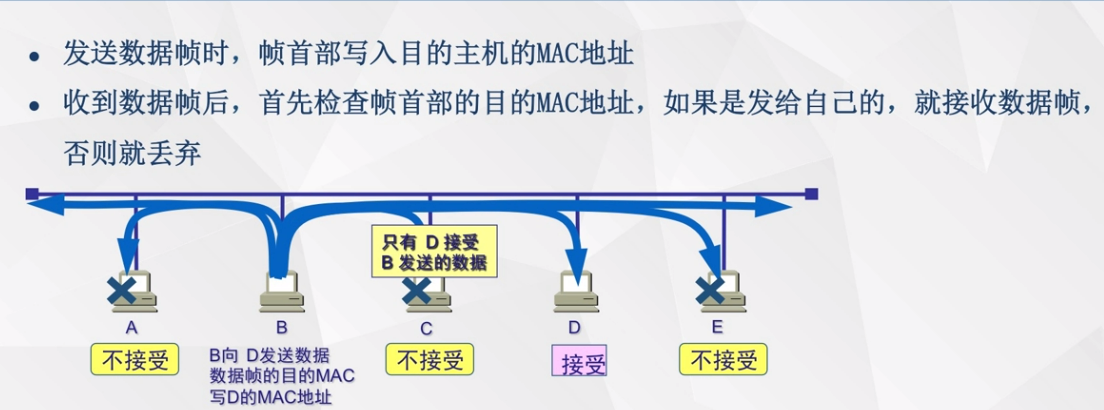 ● 发送数据帧时，帧首部写入目的主机的MAC地址
● 收到数据帧后，首先检查帧首部的目的MAC地址，如果是发给自己的，就接收数据帧，
否则就丢弃
只有 D 接受
B 发送的数据
A
B
C
D
E
不接受
B向 D发送数据
数据帧的目的MAC
写D的MAC地址
不接受
接受
不接受